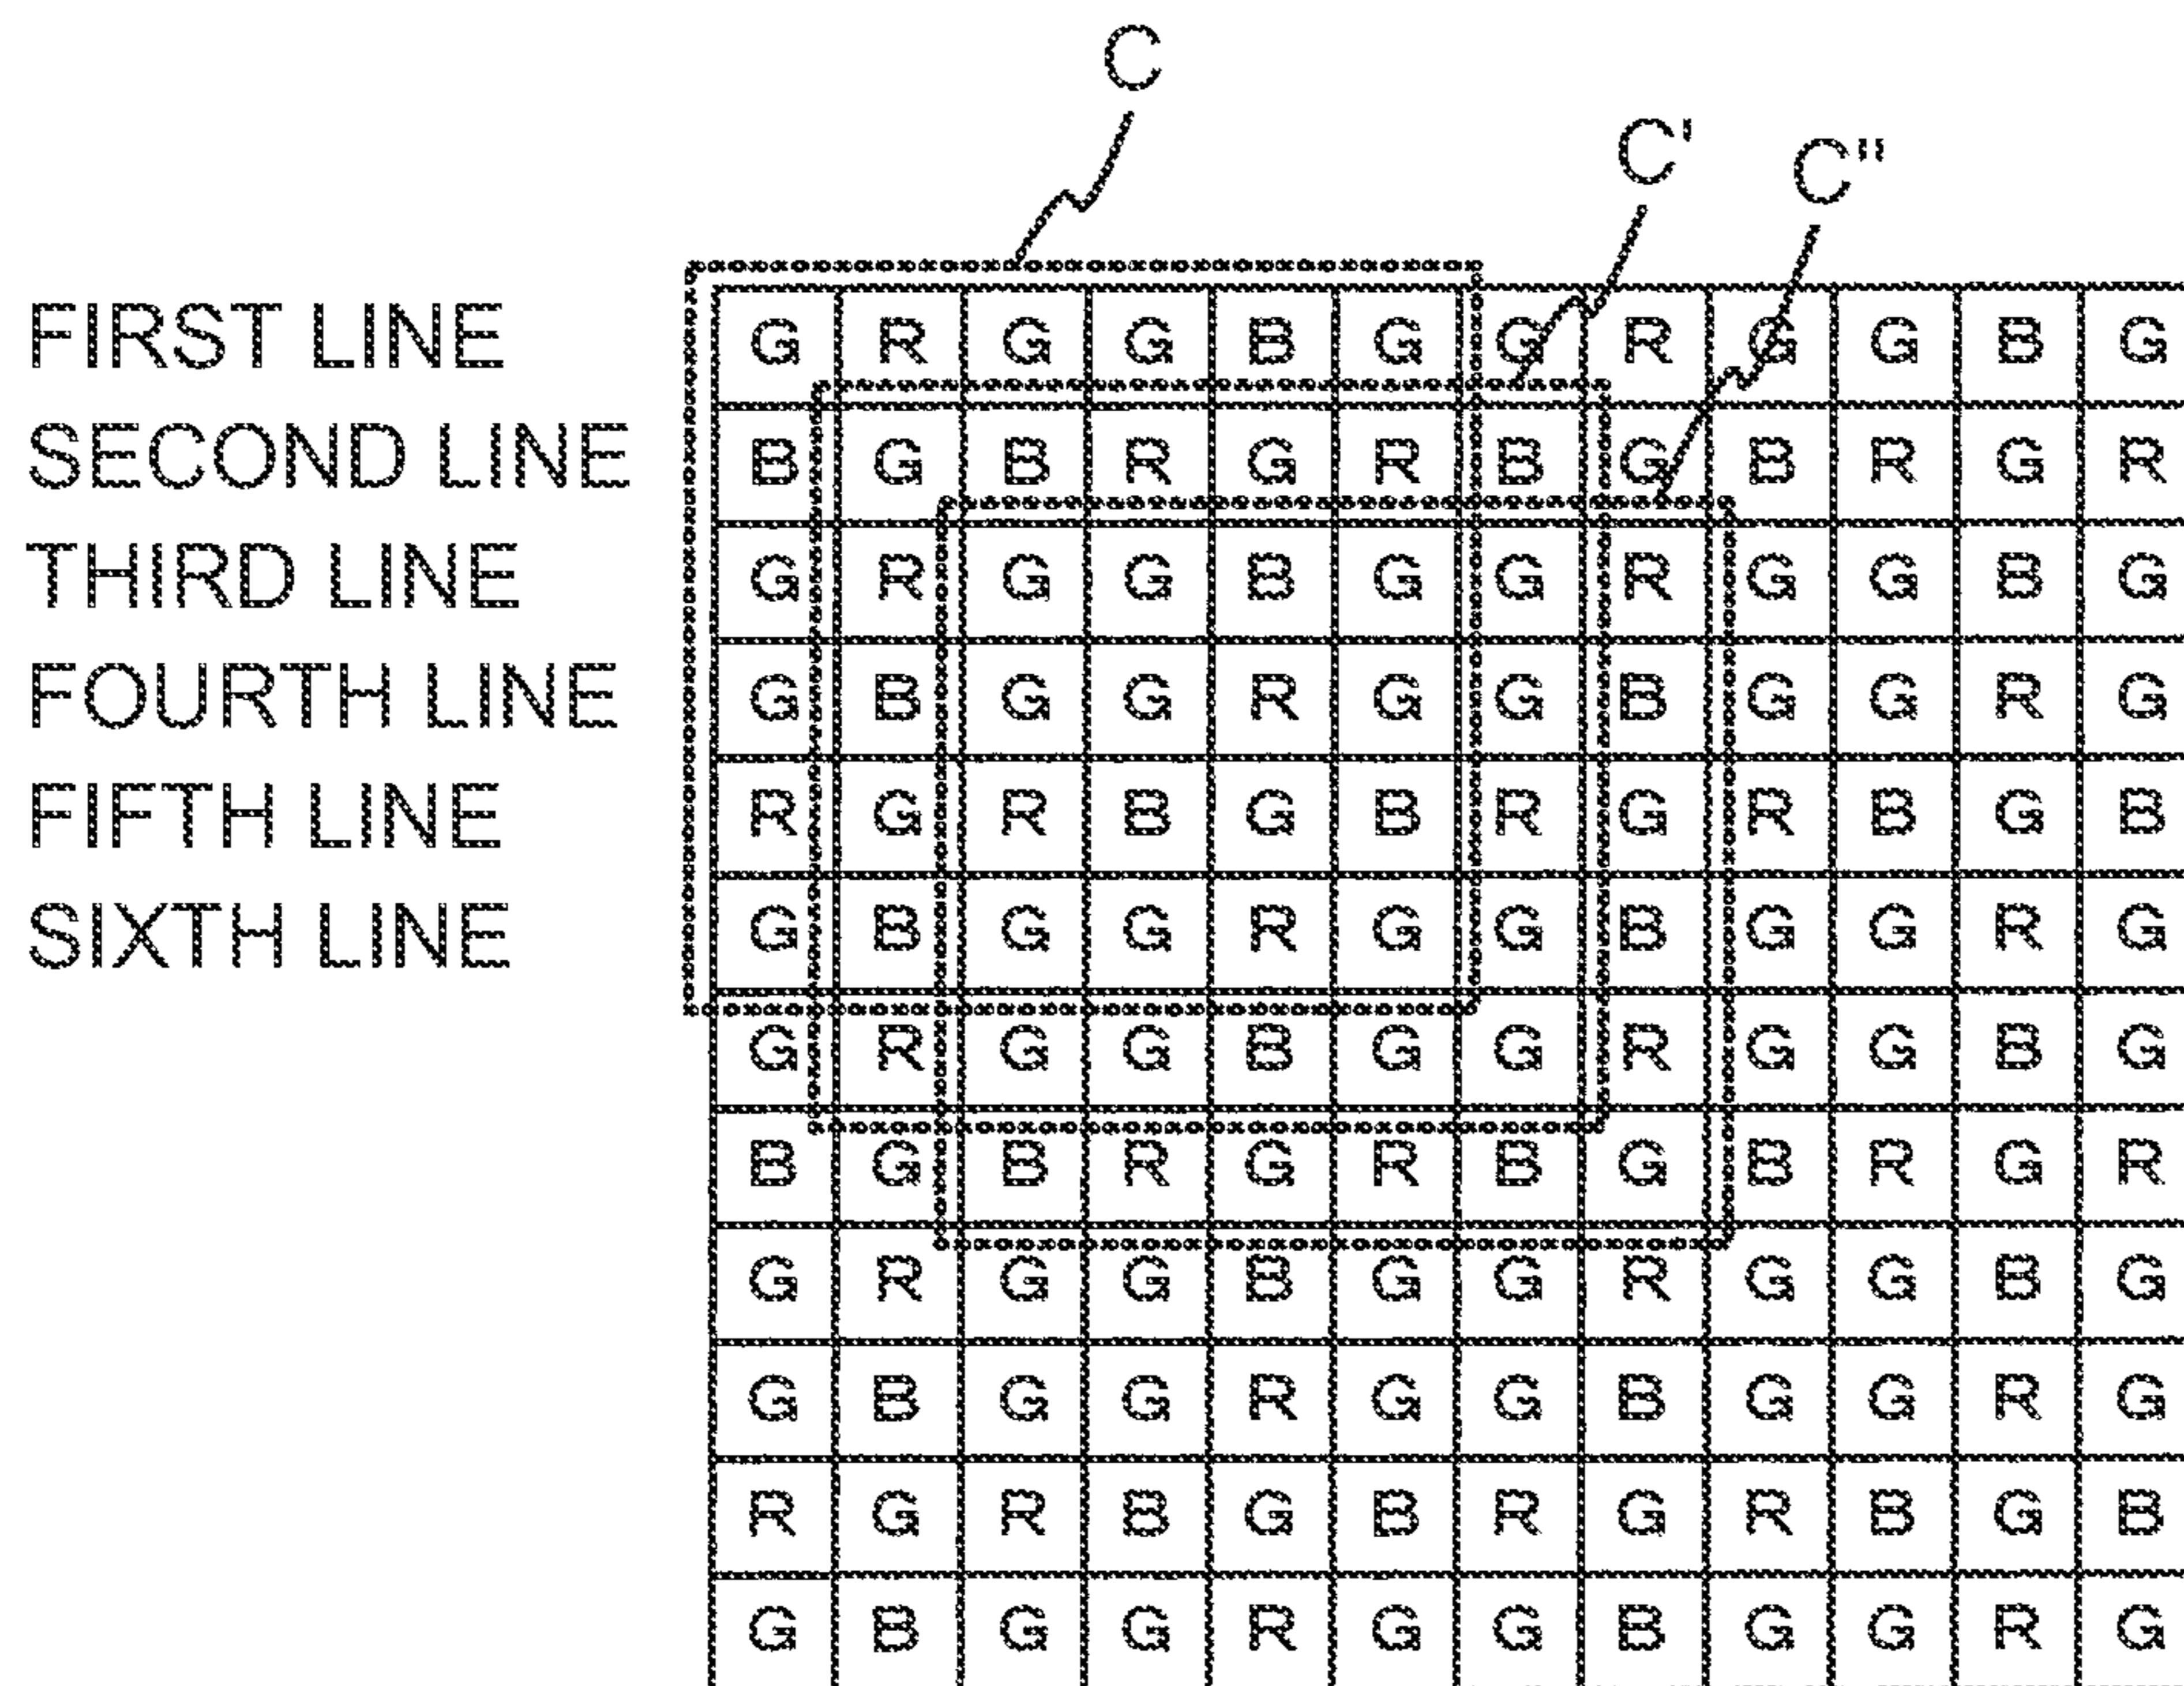 C
C'
C"
FIRST LINE G R G G B G G R G G B G
SECOND LINE B G B R G R B G B R G R
THIRD LINE G R G G B G G R G G B G
FOURTH LINE G B G G R G G B G G R G
FIFTH LINE R G R B G B R G R B G B
SIXTH LINE G B G G R G G B G G R G
G R G G B G G R G G B G
B G B R G R B G B R G R
G R G G B G G R G G B G
G B G G R G G B G G R G
R G R B G B R G R B G B
G B G G R G G B G G R G